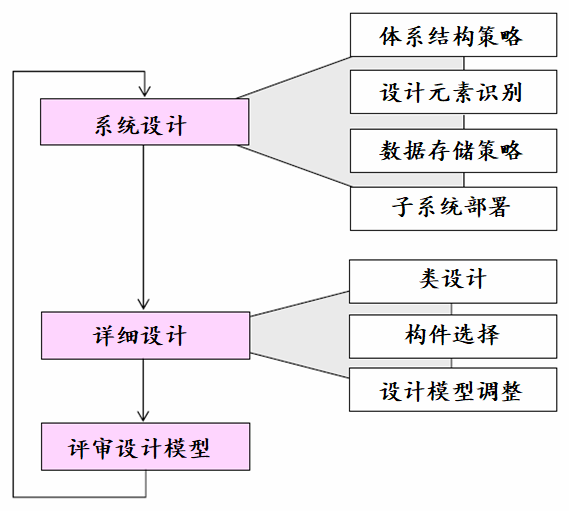 体系结构策略
设计元素识别
系统设计
数据存储策略
子系统部署
类设计
详细设计
构件选择
设计模型调整
评审设计模型